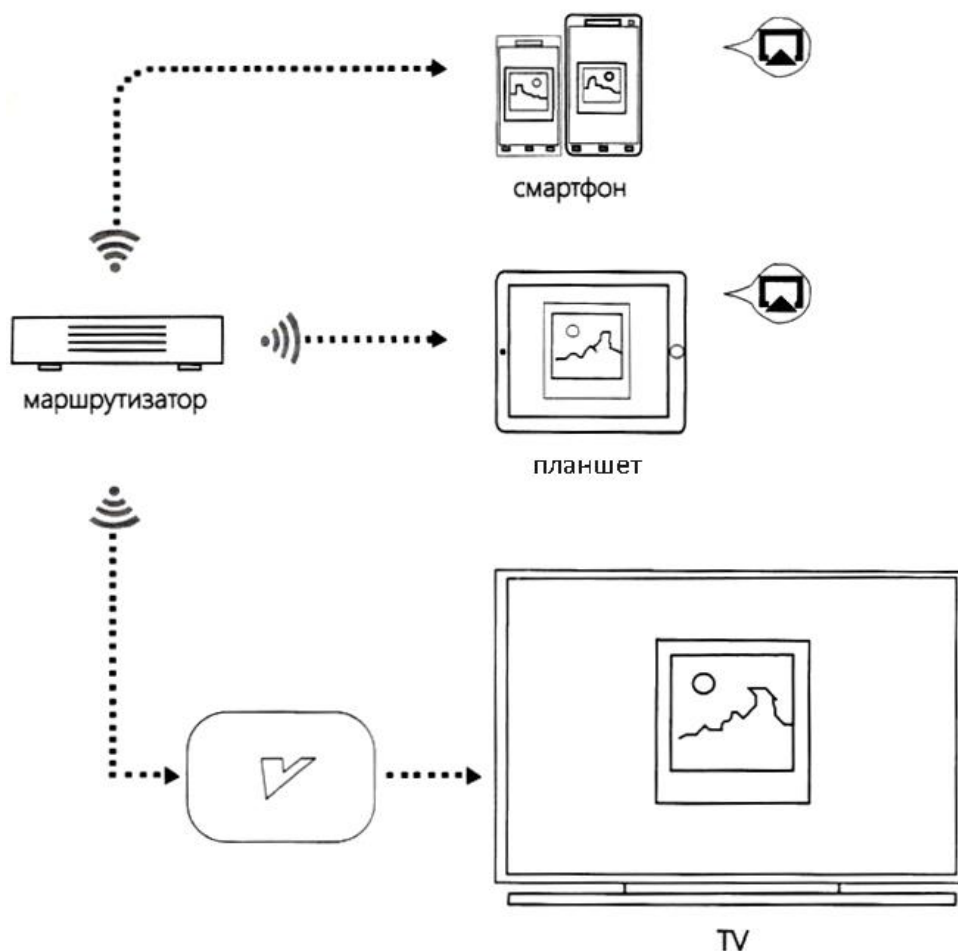 смартфон
маршрутизатор
планшет
TV